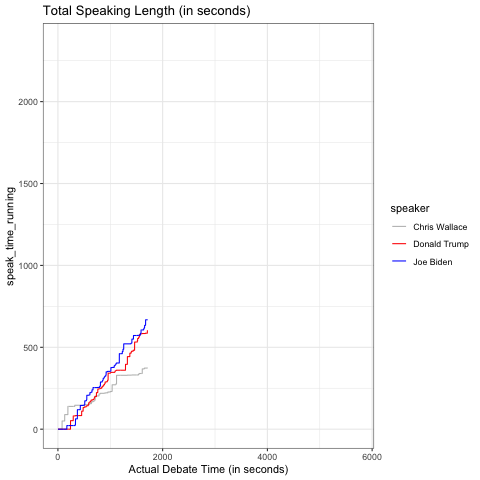 Total Speaking Length (in seconds)
speak_time_running
2000
1500
1000
500
0
0
2000
4000
6000
Actual Debate Time (in seconds)
speaker
Chris Wallace
Donald Trump
Joe Biden